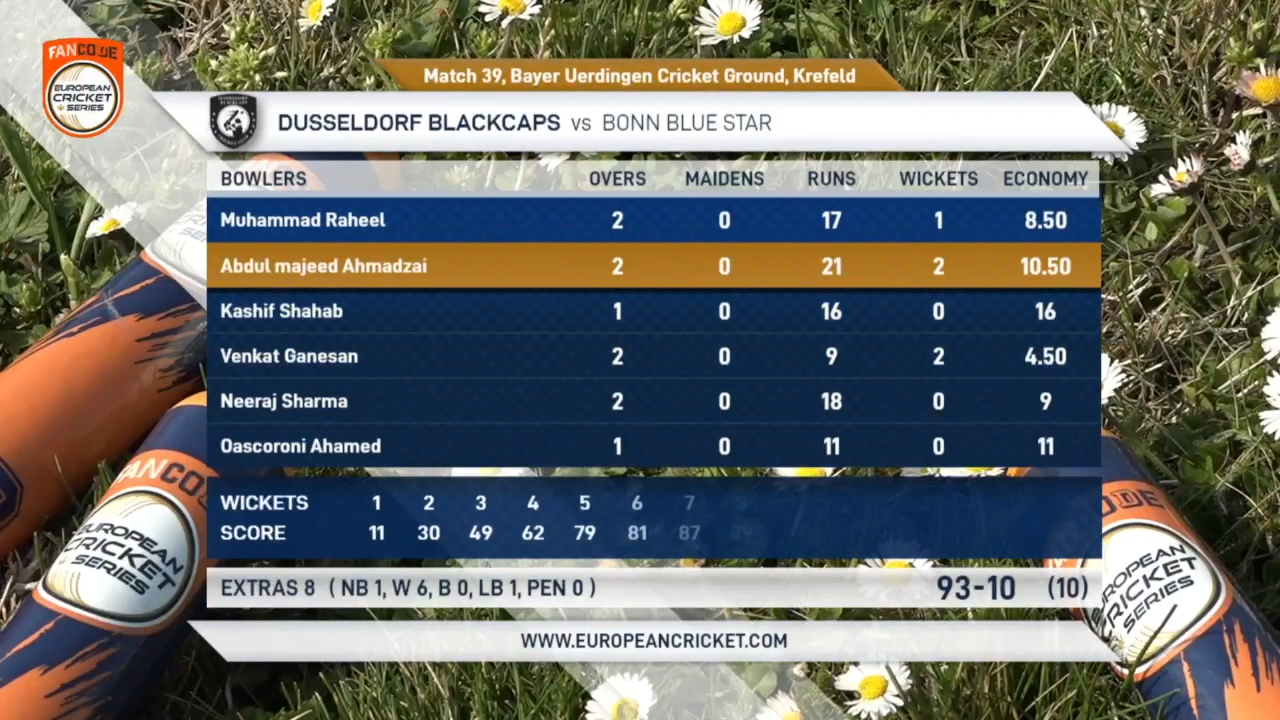 FANCODE
EUROPEAN
CRICKET
SERIES
Match 39, Bayer Uerdingen Cricket Ground, Krefeld
DUSSELDORF BLACKCAPS vs BONN BLUE STAR
BOWLERS OVERS MAIDENS RUNS WICKETS ECONOMY
Muhammad Raheel 2 0 17 1 8.50
Abdul majeed Ahmadzai 2 0 21 2 10.50
Kashif Shahab 1 0 16 0 16
Venkat Ganesan 2 0 9 2 4.50
Neeraj Sharma 2 0 18 0 9
Oascoroni Ahamed 1 0 11 0 11
WICKETS 1 2 3 4 5 6 7
SCORE 11 30 49 62 79 81 87 89
EXTRAS 8 ( NB 1, W 6, B 0, LB 1, PEN 0 ) 93-10 (10)
WWW.EUROPEANCRICKET.COM
FANCODE
EUROPEAN
CRICKET
SERIES
EUROPEAN
CRICKET
SERIES